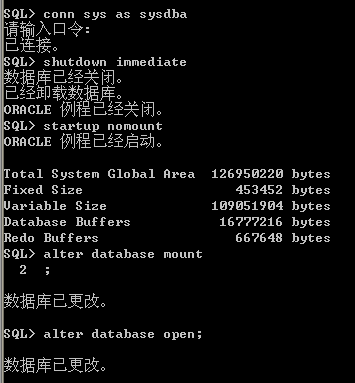 SQL> conn sys as sysdba
请输入口令:
已连接。
SQL> shutdown immediate
数据库已经关闭。
已经卸载数据库。
ORACLE 例程已经关闭。
SQL> startup nomount
ORACLE 例程已经启动。
Total System Global Area  126950220 bytes
Fixed Size                   453452 bytes
Variable Size             109051904 bytes
Database Buffers           16777216 bytes
Redo Buffers                 667648 bytes
SQL> alter database mount
  2  ;
数据库已更改。
SQL> alter database open;
数据库已更改。